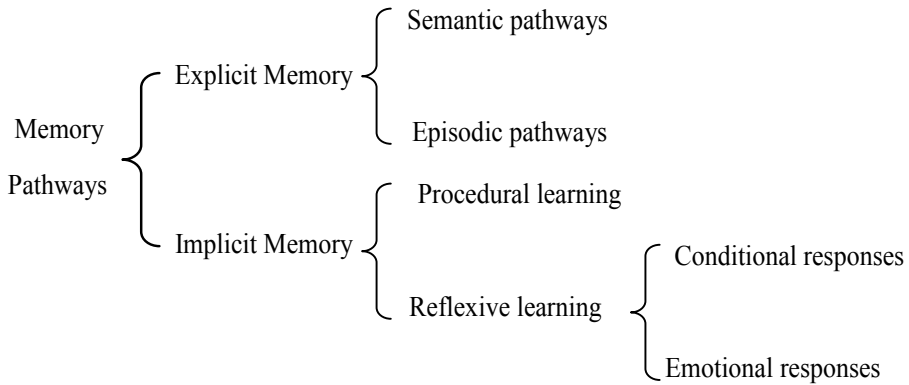 Semantic pathways
Explicit Memory
Memory
Episodic pathways
Pathways
Procedural learning
Implicit Memory
Conditional responses
Reflexive learning
Emotional responses